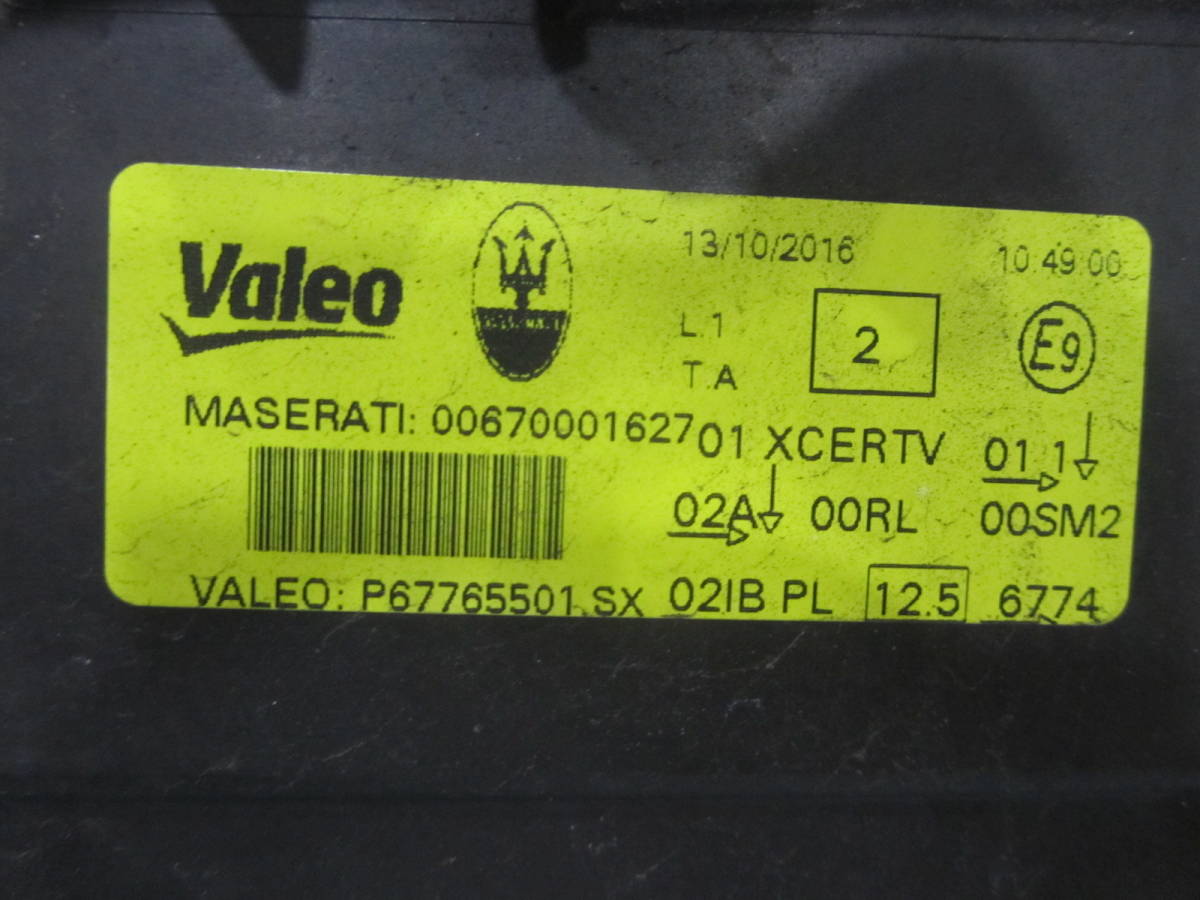 Valeo
13/10/2016 10 49 00
L 1
T A
2
E9
MASERATI: 00670001627
01 XCERTV 01 1
02A 00RL 00SM2
VALEO: P67765501 SX
02IB PL 12.5 6774